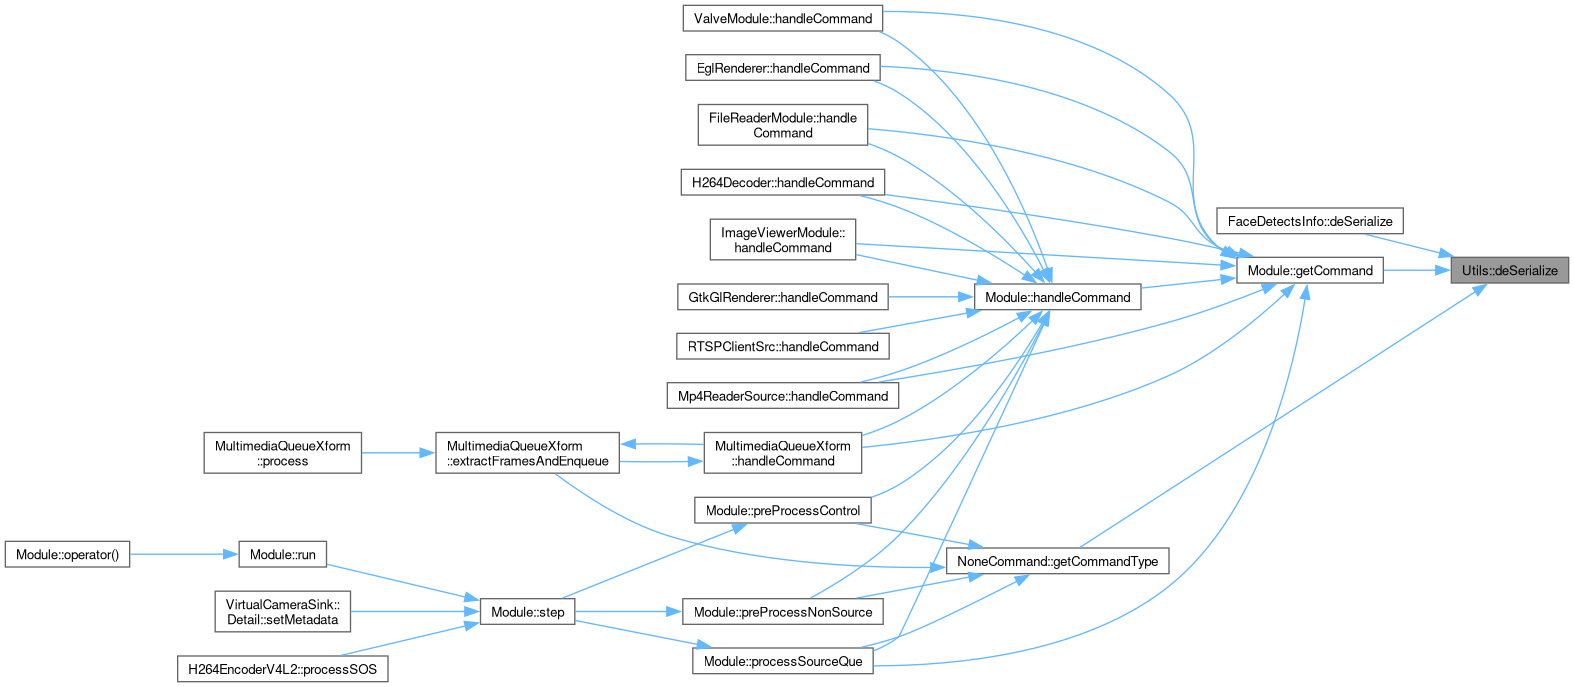 ValveModule::handleCommand
EglRenderer::handleCommand
FileReaderModule::handle
Command
H264Decoder::handleCommand
ImageViewerModule::
handleCommand
GtkGlRenderer::handleCommand
RTSPClientSrc::handleCommand
Mp4ReaderSource::handleCommand
FaceDetectsInfo::deSerialize
Module::getCommand
Utils::deSerialize
Module::handleCommand
MultimediaQueueXform
::process
MultimediaQueueXform
::extractFramesAndEnqueue
MultimediaQueueXform
::handleCommand
Module::preProcessControl
Module::operator()
Module::run
NoneCommand::getCommandType
VirtualCameraSink::
Detail::setMetadata
Module::step
Module::preProcessNonSource
H264EncoderV4L2::processSOS
Module::processSourceQue